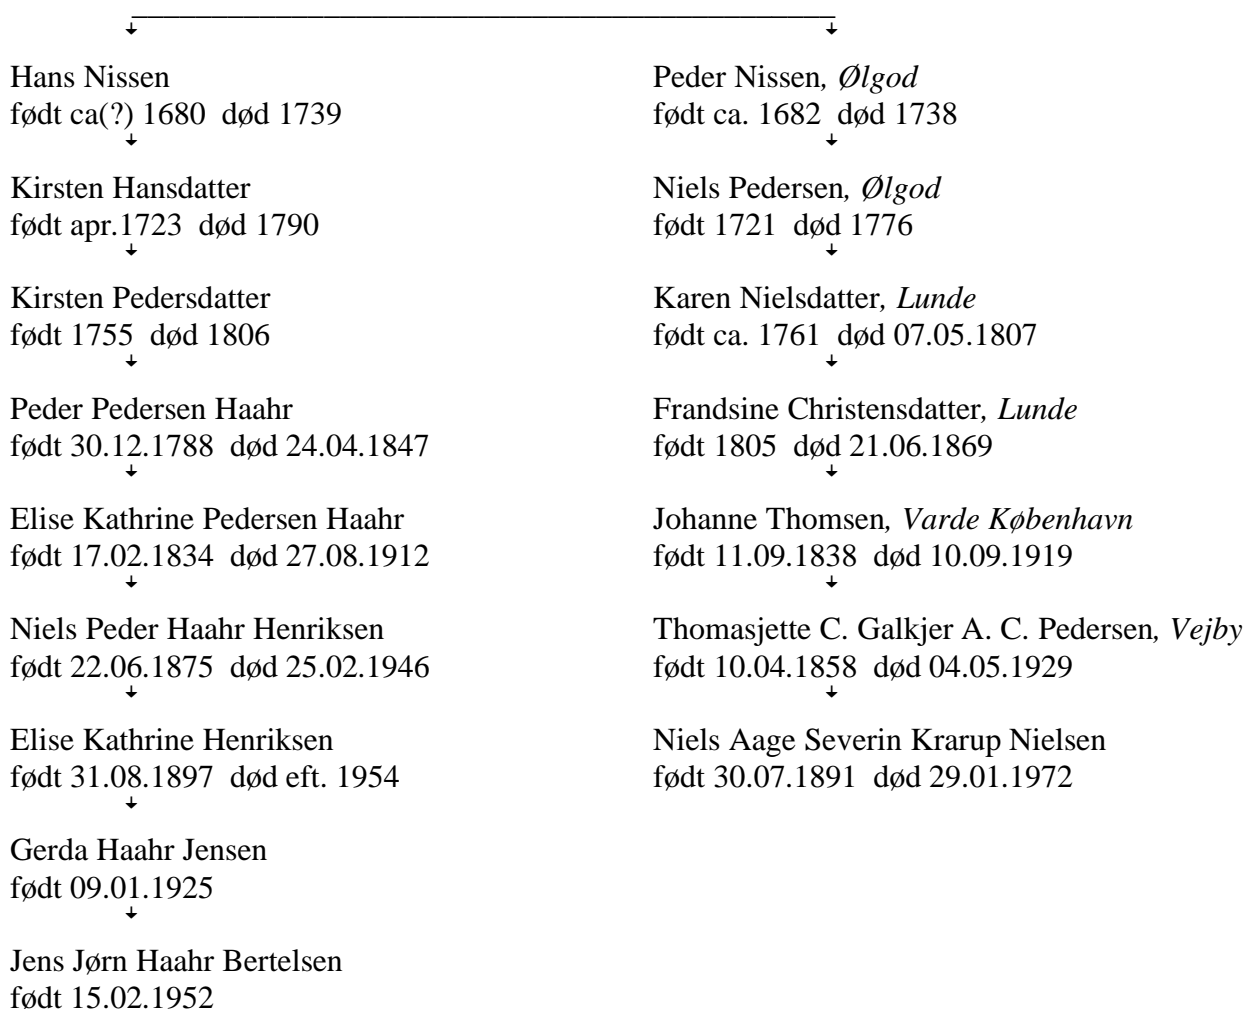 Hans Nissen
født ca(?) 1680  død 1739
Kirsten Hansdatter
født apr.1723  død 1790
Kirsten Pedersdatter
født 1755  død 1806
Peder Pedersen Haahr
født 30.12.1788  død 24.04.1847
Elise Kathrine Pedersen Haahr
født 17.02.1834  død 27.08.1912
Niels Peder Haahr Henriksen
født 22.06.1875  død 25.02.1946
Elise Kathrine Henriksen
født 31.08.1897  død eft. 1954
Gerda Haahr Jensen
født 09.01.1925
Jens Jørn Haahr Bertelsen
født 15.02.1952
Peder Nissen, Ølgod
født ca. 1682  død 1738
Niels Pedersen, Ølgod
født 1721  død 1776
Karen Nielsdatter, Lunde
født ca. 1761  død 07.05.1807
Frandsine Christensdatter, Lunde
født 1805  død 21.06.1869
Johanne Thomsen, Varde København
født 11.09.1838  død 10.09.1919
Thomasjette C. Galkjer A. C. Pedersen, Vejby
født 10.04.1858  død 04.05.1929
Niels Aage Severin Krarup Nielsen
født 30.07.1891  død 29.01.1972